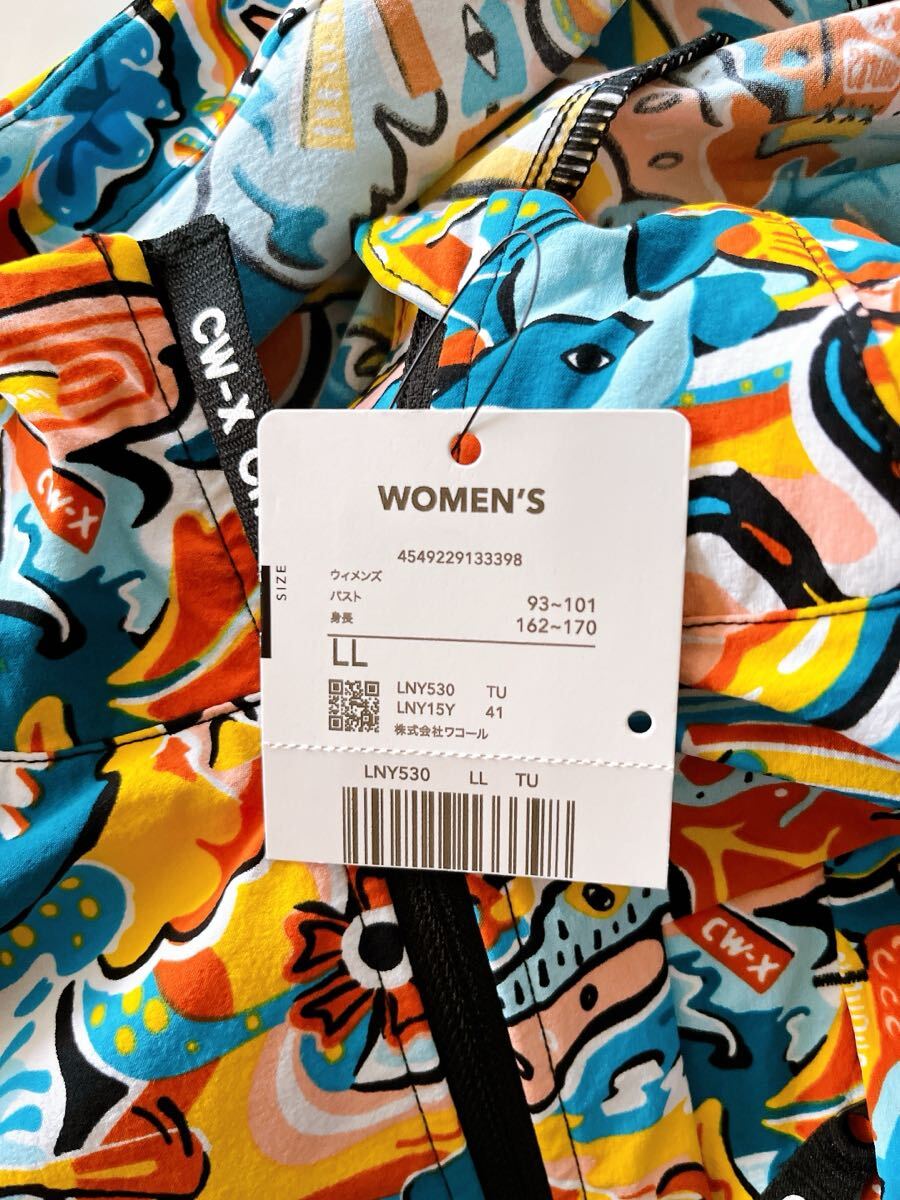 CW-X
CW-X
WOMEN'S
4549229133398
SIZE
ウィメンズ
バスト 93~101
身長 162~170
LL
LNY530 TU
LNY15Y 41
株式会社ワコール
LNY530 LL TU
CW-X